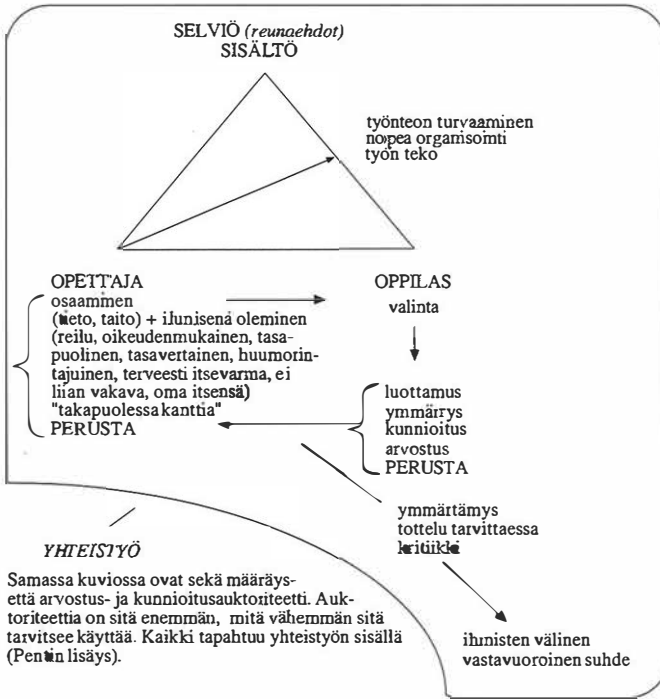 SELVIÖ (reunaehdot)
SISÄLTÖ
työnteon turvaaminen
nopea organisointi
työn teko
OPETTAJA
osaaminen
(tieto, taito) + ihmisenä oleminen
(reilu, oikeudenmukainen, tasa-
puolinen, tasavertainen, huumorin-
tajuinen, terveesti itsevarma, ei
liian vakava, oma itsensä)
"takapuolessa kanttia"
PERUSTA
OPPILAS
valinta
luottamus
ymmärrys
kunnioitus
arvostus
PERUSTA
ymmärtämys
tottelu tarvittaessa
kritiikki
ihmisten välinen
vastavuoroinen suhde
YHTEISTYÖ
Samassa kuviossa ovat sekä määräys-
että arvostus- ja kunnioitusauktoriteetti. Auk-
toriteettia on sitä enemmän, mitä vähemmän sitä
tarvitsee käyttää. Kaikki tapahtuu yhteistyön sisällä
(Pentin lisäys).